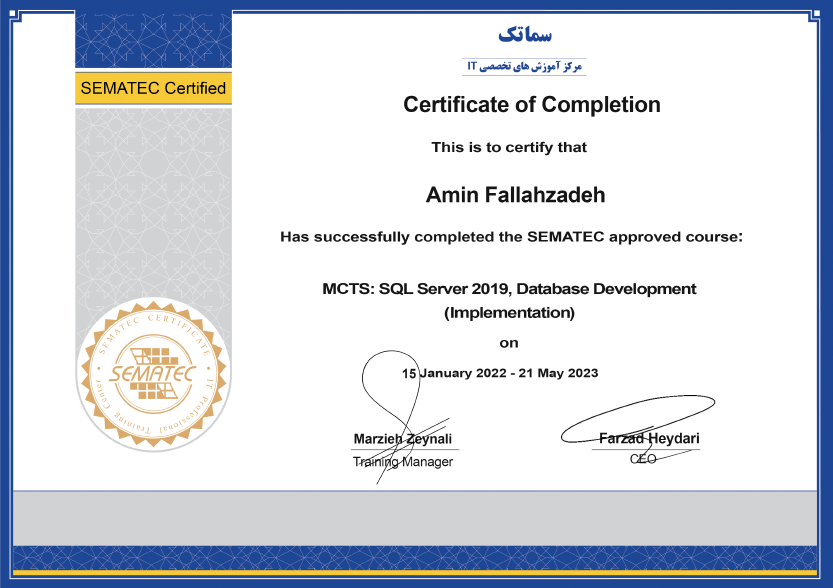 SEMATEC Certified
سماتک
مرکز آموزش های تخصصی IT
Certificate of Completion
This is to certify that
Amin Fallahzadeh
Has successfully completed the SEMATEC approved course:
MCTS: SQL Server 2019, Database Development
(Implementation)
on
15 January 2022 - 21 May 2023
SEMATEC CERTIFICATE
SEMATEC
IT Professional Training Center
Marzieh Zeynali
Training Manager
Farzad Heydari
CEO